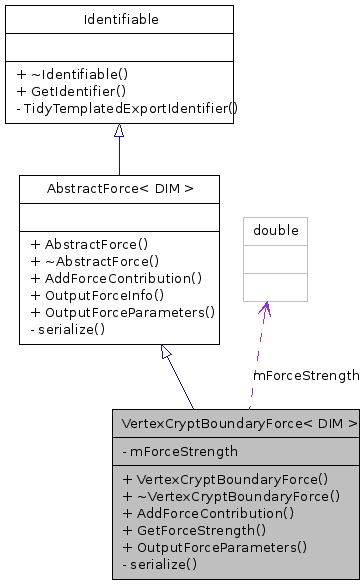 Identifiable
+ ~Identifiable()
+ GetIdentifier()
- TidyTemplatedExportIdentifier()
AbstractForce< DIM >
+ AbstractForce()
+ ~AbstractForce()
+ AddForceContribution()
+ OutputForceInfo()
+ OutputForceParameters()
- serialize()
double
mForceStrength
VertexCryptBoundaryForce< DIM >
- mForceStrength
+ VertexCryptBoundaryForce()
+ ~VertexCryptBoundaryForce()
+ AddForceContribution()
+ GetForceStrength()
+ OutputForceParameters()
- serialize()